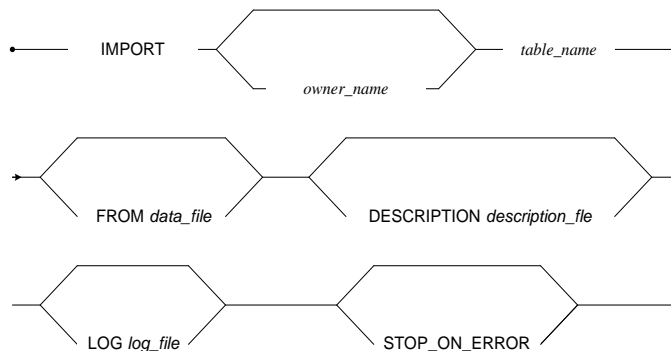 IMPORT owner_name table_name
FROM data_file DESCRIPTION description_fle
LOG log_file STOP_ON_ERROR